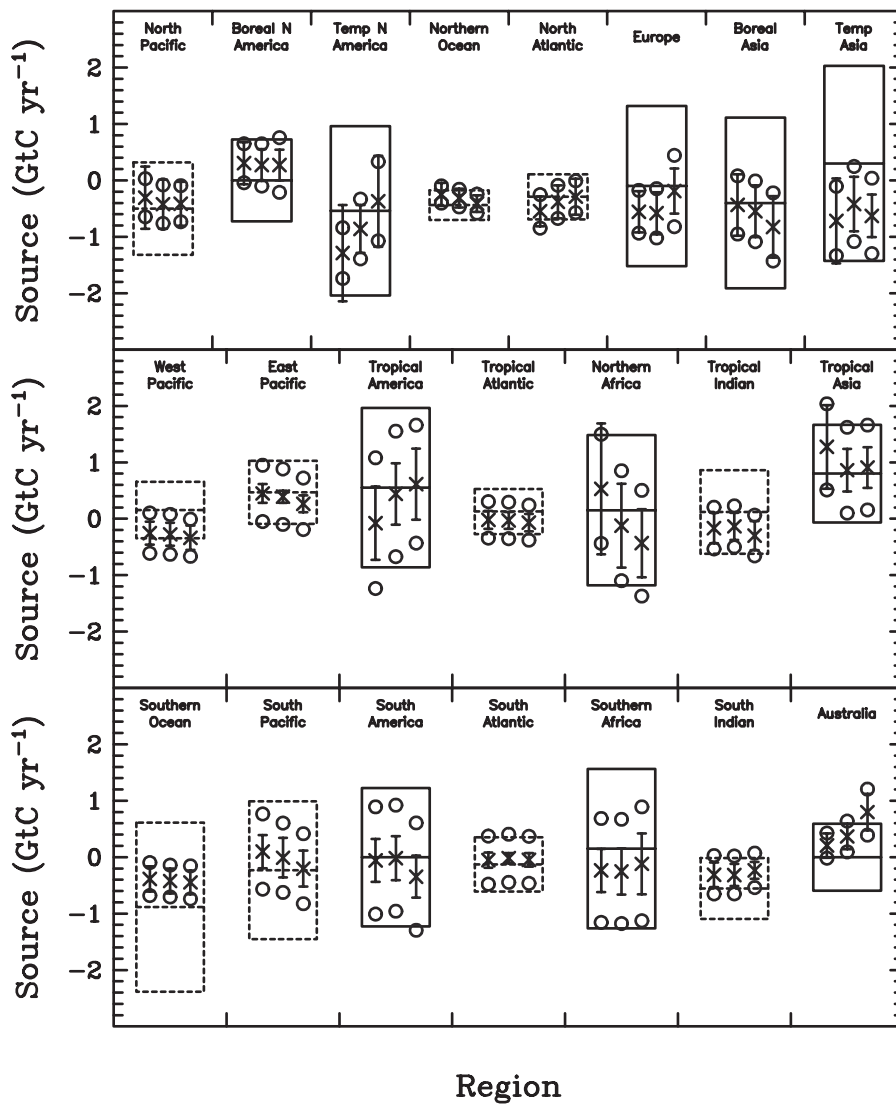 North Pacific
Boreal N America
Temp N America
Northern Ocean
North Atlantic
Europe
Boreal Asia
Temp Asia
Source (GtC yr⁻¹)
2
1
0
−1
−2
West Pacific
East Pacific
Tropical America
Tropical Atlantic
Northern Africa
Tropical Indian
Tropical Asia
Source (GtC yr⁻¹)
2
1
0
−1
−2
Southern Ocean
South Pacific
South America
South Atlantic
Southern Africa
South Indian
Australia
Source (GtC yr⁻¹)
2
1
0
−1
−2
Region